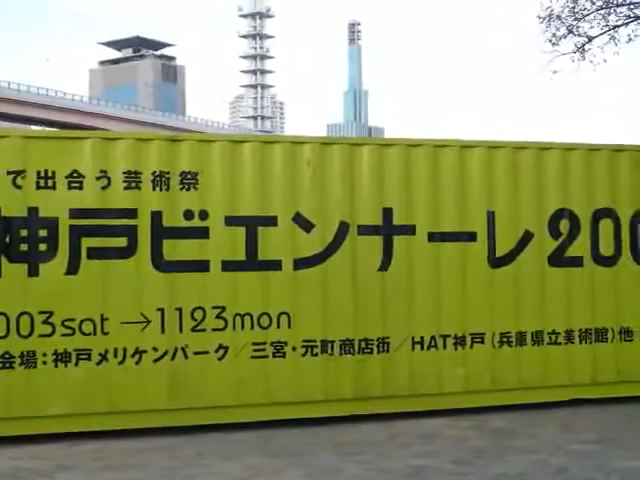 で出合う芸術祭
神戸ビエンナーレ200
003sat →1123mon
会場:神戸メリケンパーク／三宮・元町商店街／HAT神戸(兵庫県立美術館)他